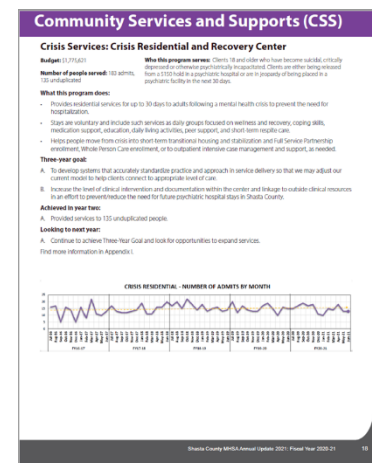 Community Services and Supports (CSS)
Crisis Services: Crisis Residential and Recovery Center
Budget: $1,771,621
Number of people served: 183 admits,
135 unduplicated
Who this program serves: Clients 18 and older who have become suicidal, critically
depressed or otherwise psychiatrically incapacitated. Clients are either being released
from a 5150 hold in a psychiatric hospital or are in jeopardy of being placed in a
psychiatric facility in the next 30 days.
What this program does:
• Provides residential services for up to 30 days to adults following a mental health crisis to prevent the need for
hospitalization.
• Stays are voluntary and include such services as daily groups focused on wellness and recovery, coping skills,
medication support, education, daily living activities, peer support, and short-term respite care.
• Helps people move from crisis into short-term transitional housing and stabilization and Full Service Partnership
enrollment, Whole Person Care enrollment, or to outpatient intensive case management and support, as needed.
Three-year goal:
A. To develop systems that accurately standardize practice and approach in service delivery so that we may adjust our
current model to help clients connect to appropriate level of care.
B. Increase the level of clinical intervention and documentation within the center and linkage to outside clinical resources
in an effort to prevent/reduce the need for future psychiatric hospital stays in Shasta County.
Achieved in year two:
A. Provided services to 135 unduplicated people.
Looking to next year:
A. Continue to achieve Three-Year Goal and look for opportunities to expand services.
Find more information in Appendix I.
CRISIS RESIDENTIAL - NUMBER OF ADMITS BY MONTH
FY16-17 FY17-18 FY18-19 FY19-20 FY20-21
Shasta County MHSA Annual Update 2021: Fiscal Year 2020-21